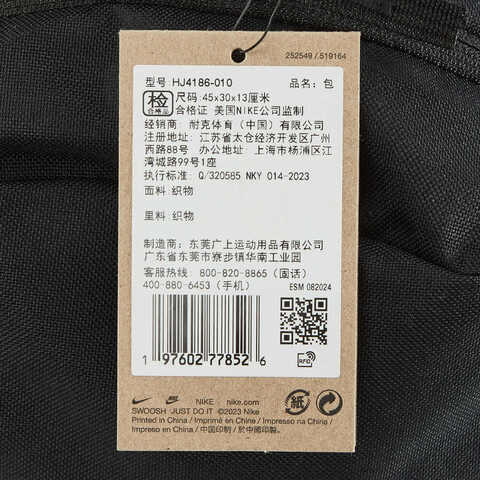 252549 / 519164
型号: HJ4186-010 品名: 包
检 合格品 尺码: 45x30x13厘米
合格证 美国NIKE公司监制
经销商: 耐克体育（中国）有限公司
注册地址: 江苏省太仓经济开发区广州
西路88号 办公地址: 上海市杨浦区江
湾城路99号1座
执行标准: Q/320585 NKY 014-2023
面料: 织物
里料: 织物
制造商: 东莞广上运动用品有限公司
广东省东莞市寮步镇华南工业园
客服热线: 800-820-8865（固话）
400-880-6453（手机）
ESM 082024
1 97602 77852 6
RFID
NIKE nike.com
SWOOSH JUST DO IT ©2023 Nike
Printed in China / Imprimé en Chine /
Impreso en China / 中国印制 / 於中國印製
紙